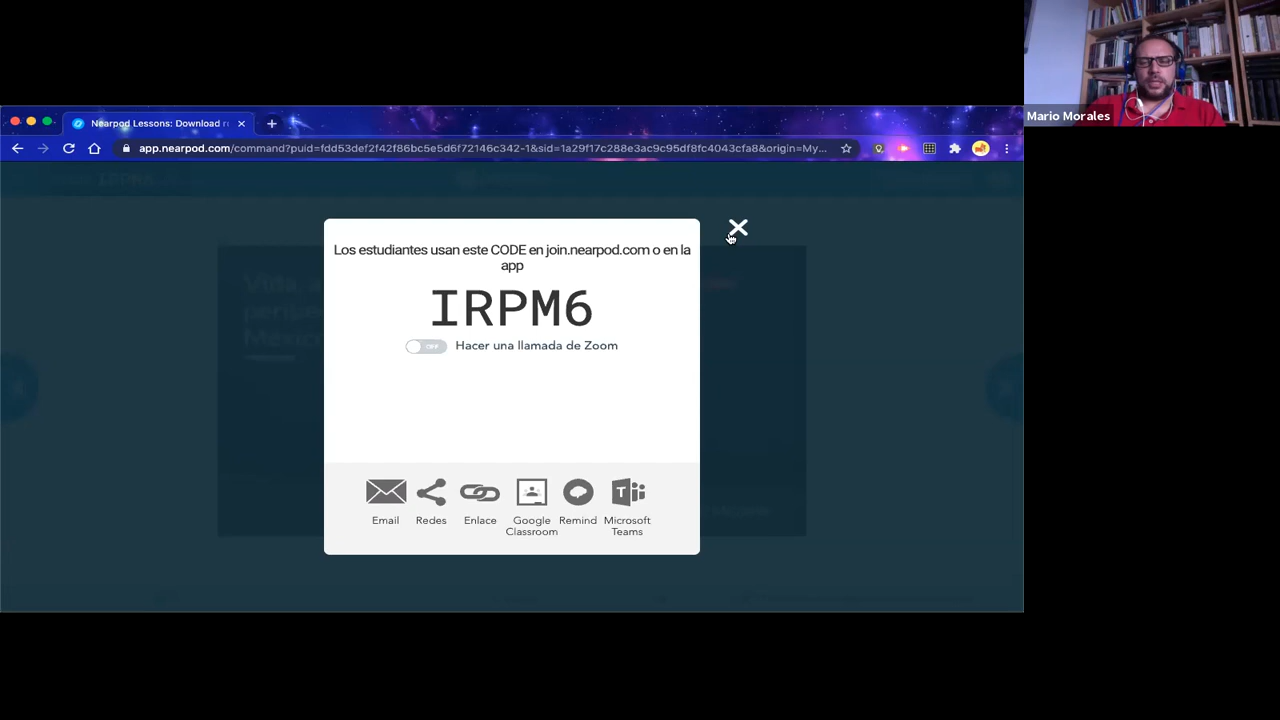 Nearpod Lessons: Download r
app.nearpod.com/command?puid=fdd53def2f42f86bc5e5d6f72146c342-1&sid=1a29f17c288e3ac9c95df8fc4043cfa8&origin=My...
Mario Morales
Los estudiantes usan este CODE en join.nearpod.com o en la
app
IRPM6
OFF
Hacer una llamada de Zoom
Email
Redes
Enlace
Google
Classroom
Remind
Microsoft
Teams